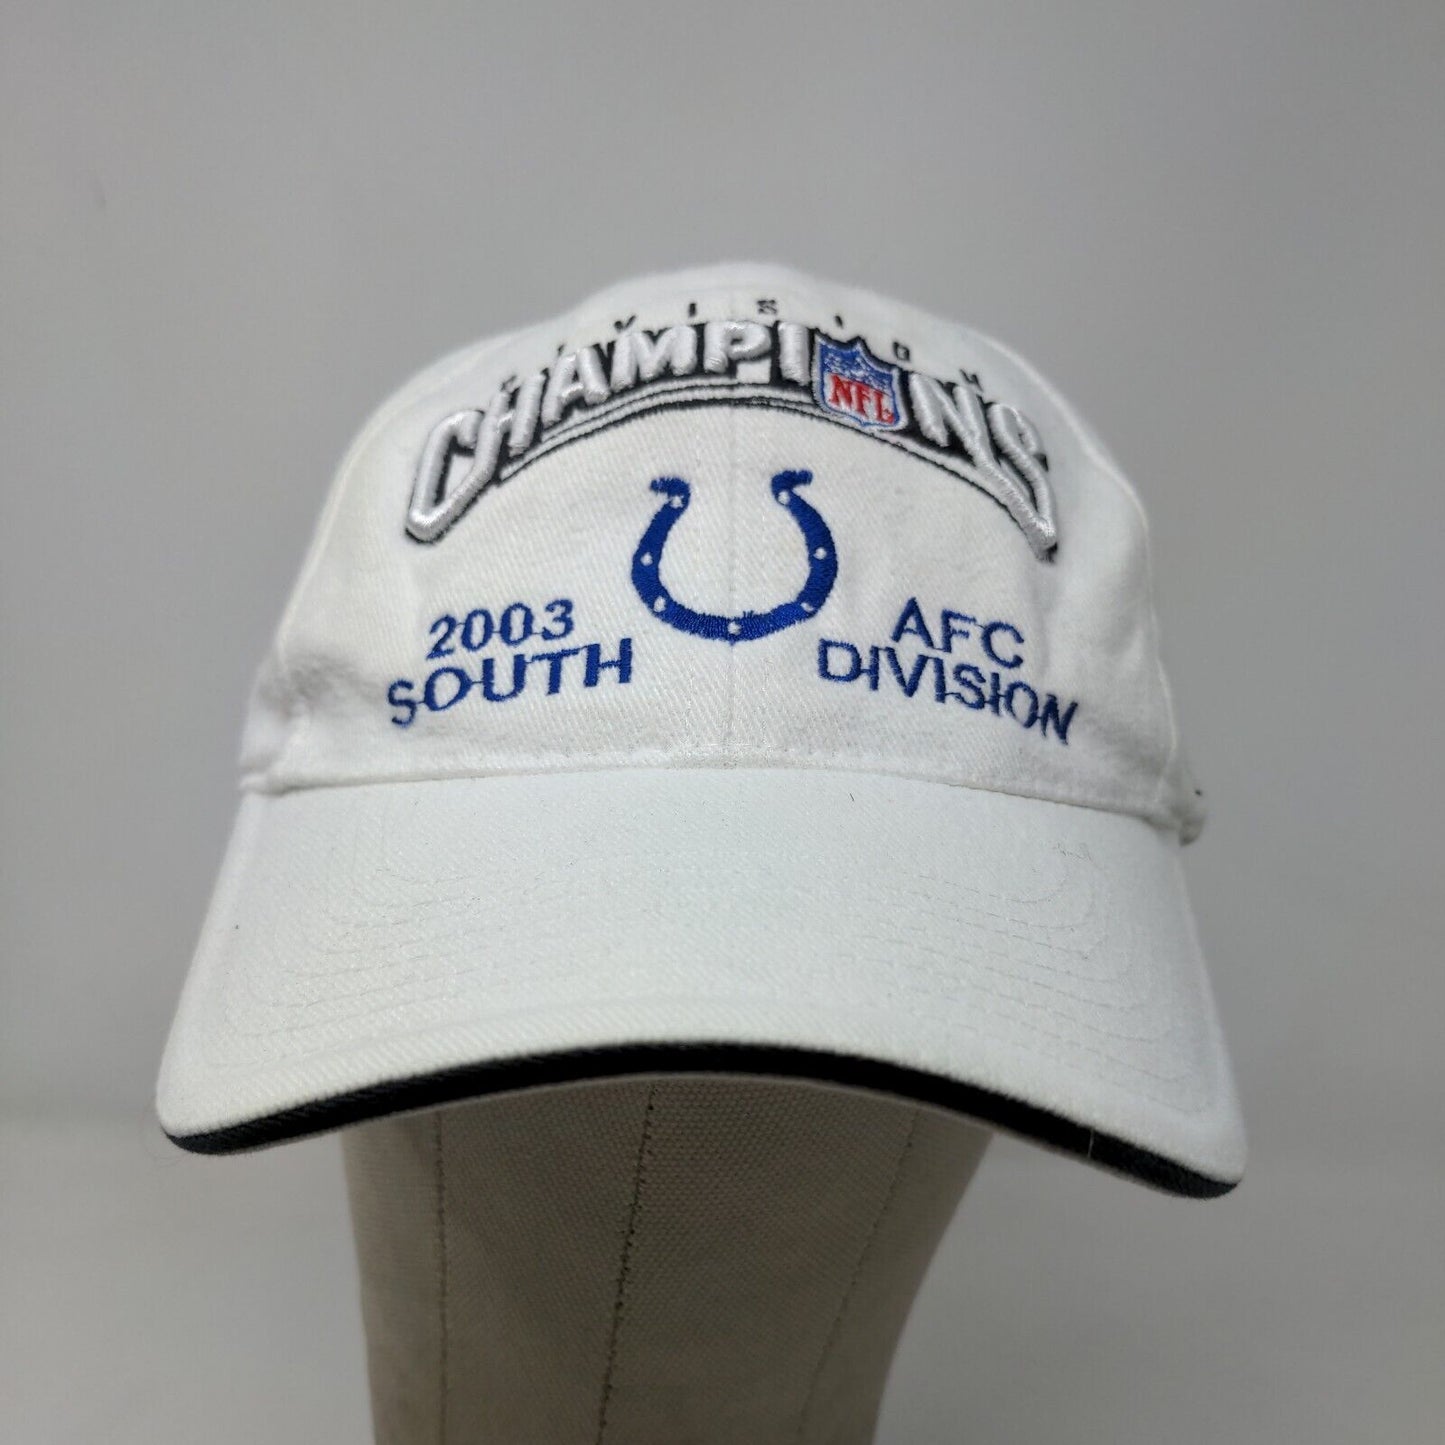 DIVISION
CHAMPIONS
NFL
2003 AFC
SOUTH DIVISION